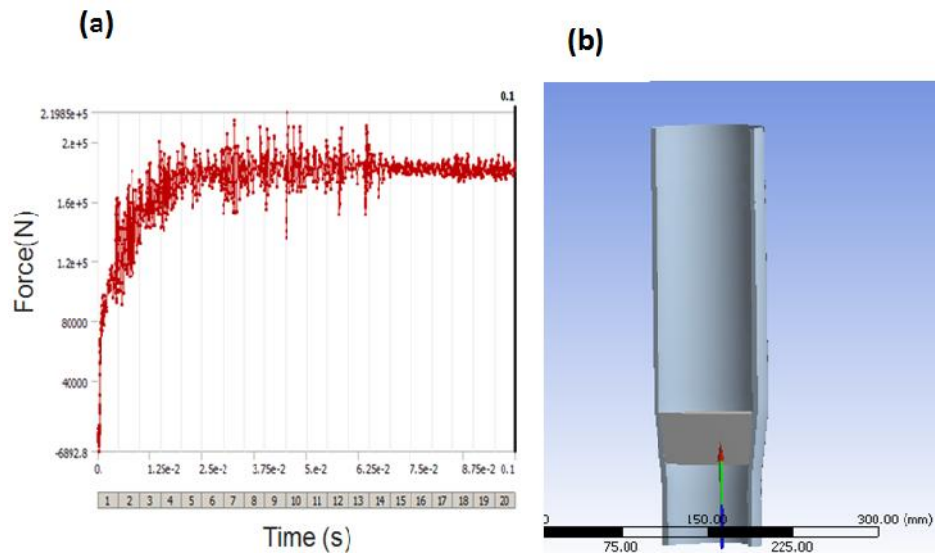 (a)
(b)
0.1
2.1985e+5
2.e+5
1.6e+5
1.2e+5
80000
40000
-6892.8
Force(N)
0. 1.25e-2 2.5e-2 3.75e-2 5.e-2 6.25e-2 7.5e-2 8.75e-2 0.1
1 2 3 4 5 6 7 8 9 10 11 12 13 14 15 16 17 18 19 20
Time (s)
0 150.00 300.00 (mm)
75.00 225.00